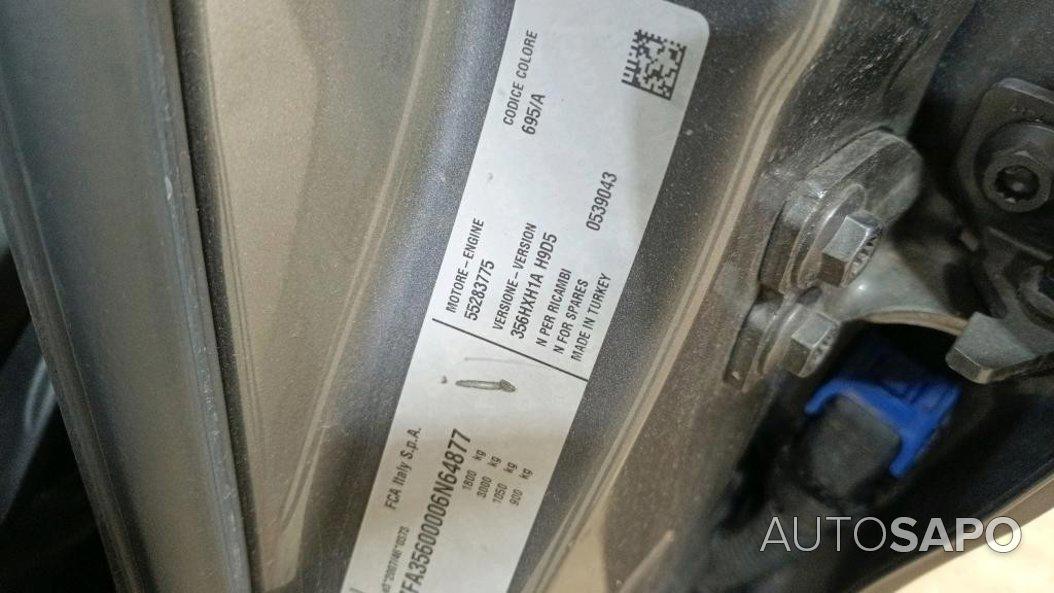 FCA Italy S.p.A.
FA35600006N64877
1800 kg
3000 kg
1050 kg
900 kg
MOTORE - ENGINE
55283775
VERSIONE - VERSION
356HXH1A H9D5
N PER RICAMBI
N FOR SPARES
0539043
MADE IN TURKEY
CODICE COLORE
695/A
AUTOSAPO